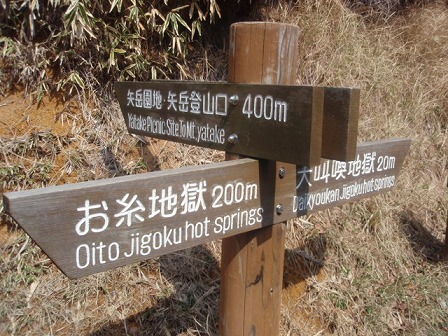 矢岳園地・矢岳登山口 400m
Yatake Picnic Site To Mt.yatake
お糸地獄 200m
Oito Jigoku hot springs
大叫喚地獄 20m
Daikyoukan Jigoku hot springs